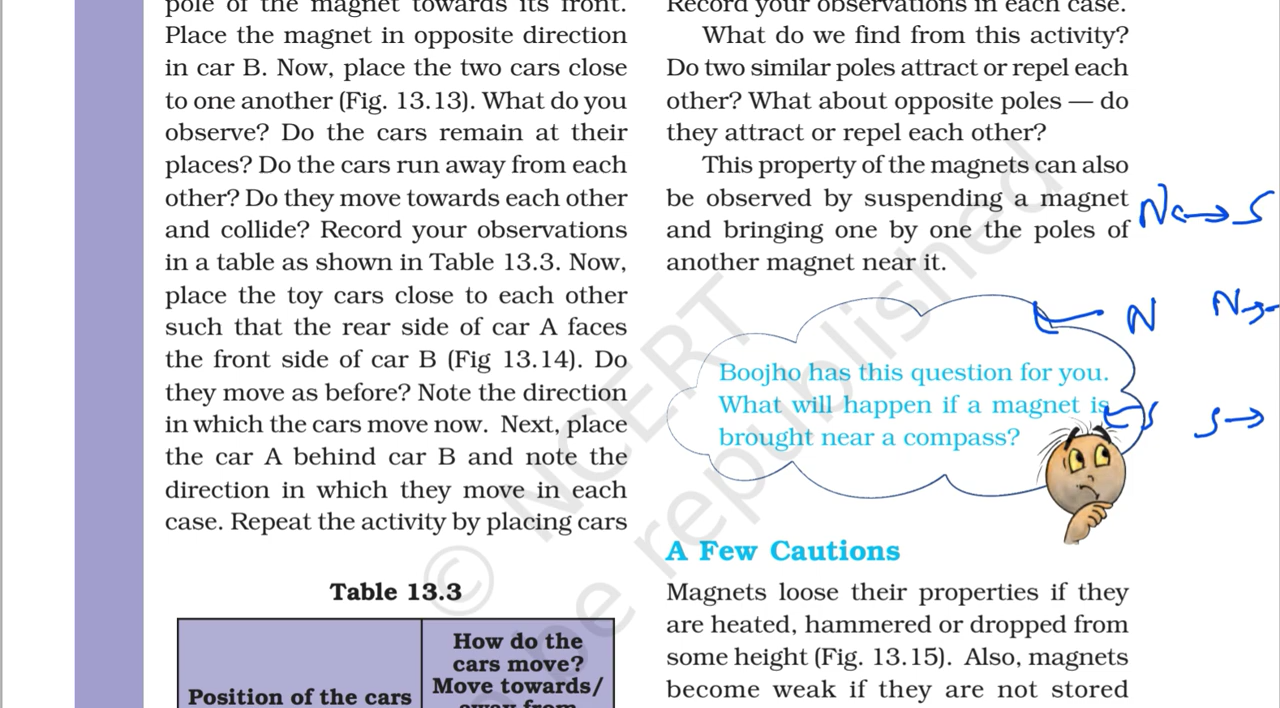 pole of the magnet towards its front.
Place the magnet in opposite direction
in car B. Now, place the two cars close
to one another (Fig. 13.13). What do you
observe? Do the cars remain at their
places? Do the cars run away from each
other? Do they move towards each other
and collide? Record your observations
in a table as shown in Table 13.3. Now,
place the toy cars close to each other
such that the rear side of car A faces
the front side of car B (Fig 13.14). Do
they move as before? Note the direction
in which the cars move now. Next, place
the car A behind car B and note the
direction in which they move in each
case. Repeat the activity by placing cars
Table 13.3
Position of the cars
How do the
cars move?
Move towards/
away from
Record your observations in each case.
What do we find from this activity?
Do two similar poles attract or repel each
other? What about opposite poles — do
they attract or repel each other?
This property of the magnets can also
be observed by suspending a magnet
and bringing one by one the poles of
another magnet near it.
N S
N N
S S
Boojho has this question for you.
What will happen if a magnet is
brought near a compass?
A Few Cautions
Magnets loose their properties if they
are heated, hammered or dropped from
some height (Fig. 13.15). Also, magnets
become weak if they are not stored
© NCERT
be republished